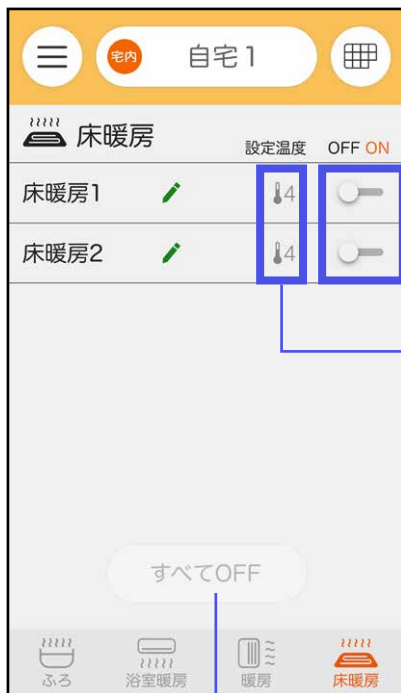 宅内 自宅1
床暖房 設定温度 OFF ON
床暖房1 4
床暖房2 4
すべてOFF
ふろ 浴室暖房 暖房 床暖房